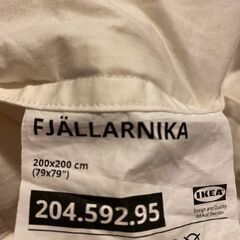 FJÄLLARNIKA
200x200 cm
(79x79")
IKEA
Design and Quality
IKEA of Sweden
204.592.95